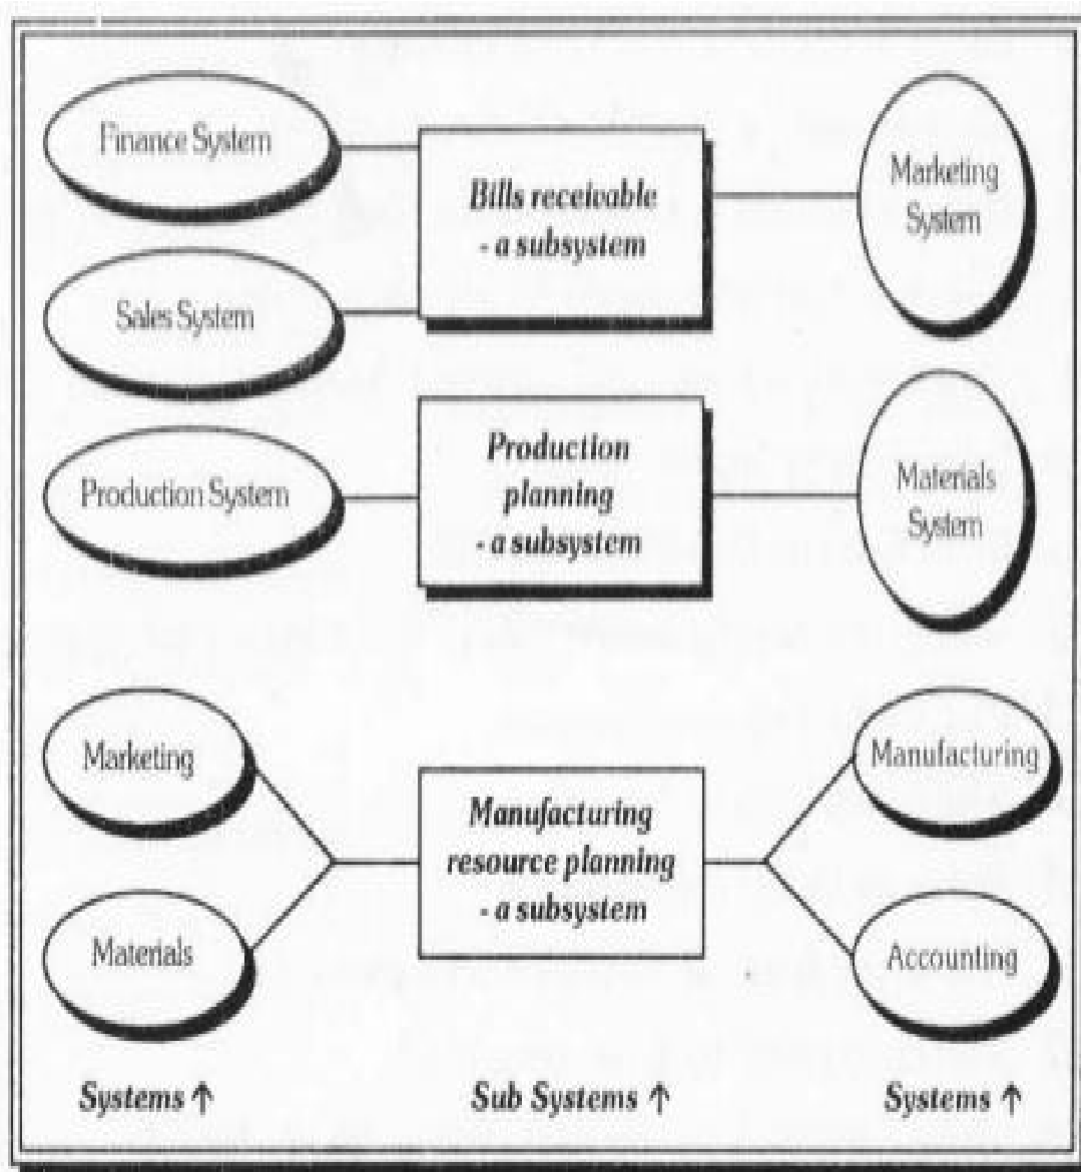 Finance System
Bills receivable
- a subsystem
Marketing
System
Sales System
Production System
Production
planning
- a subsystem
Materials
System
Marketing
Materials
Manufacturing
resource planning
- a subsystem
Manufacturing
Accounting
Systems ↑
Sub Systems ↑
Systems ↑